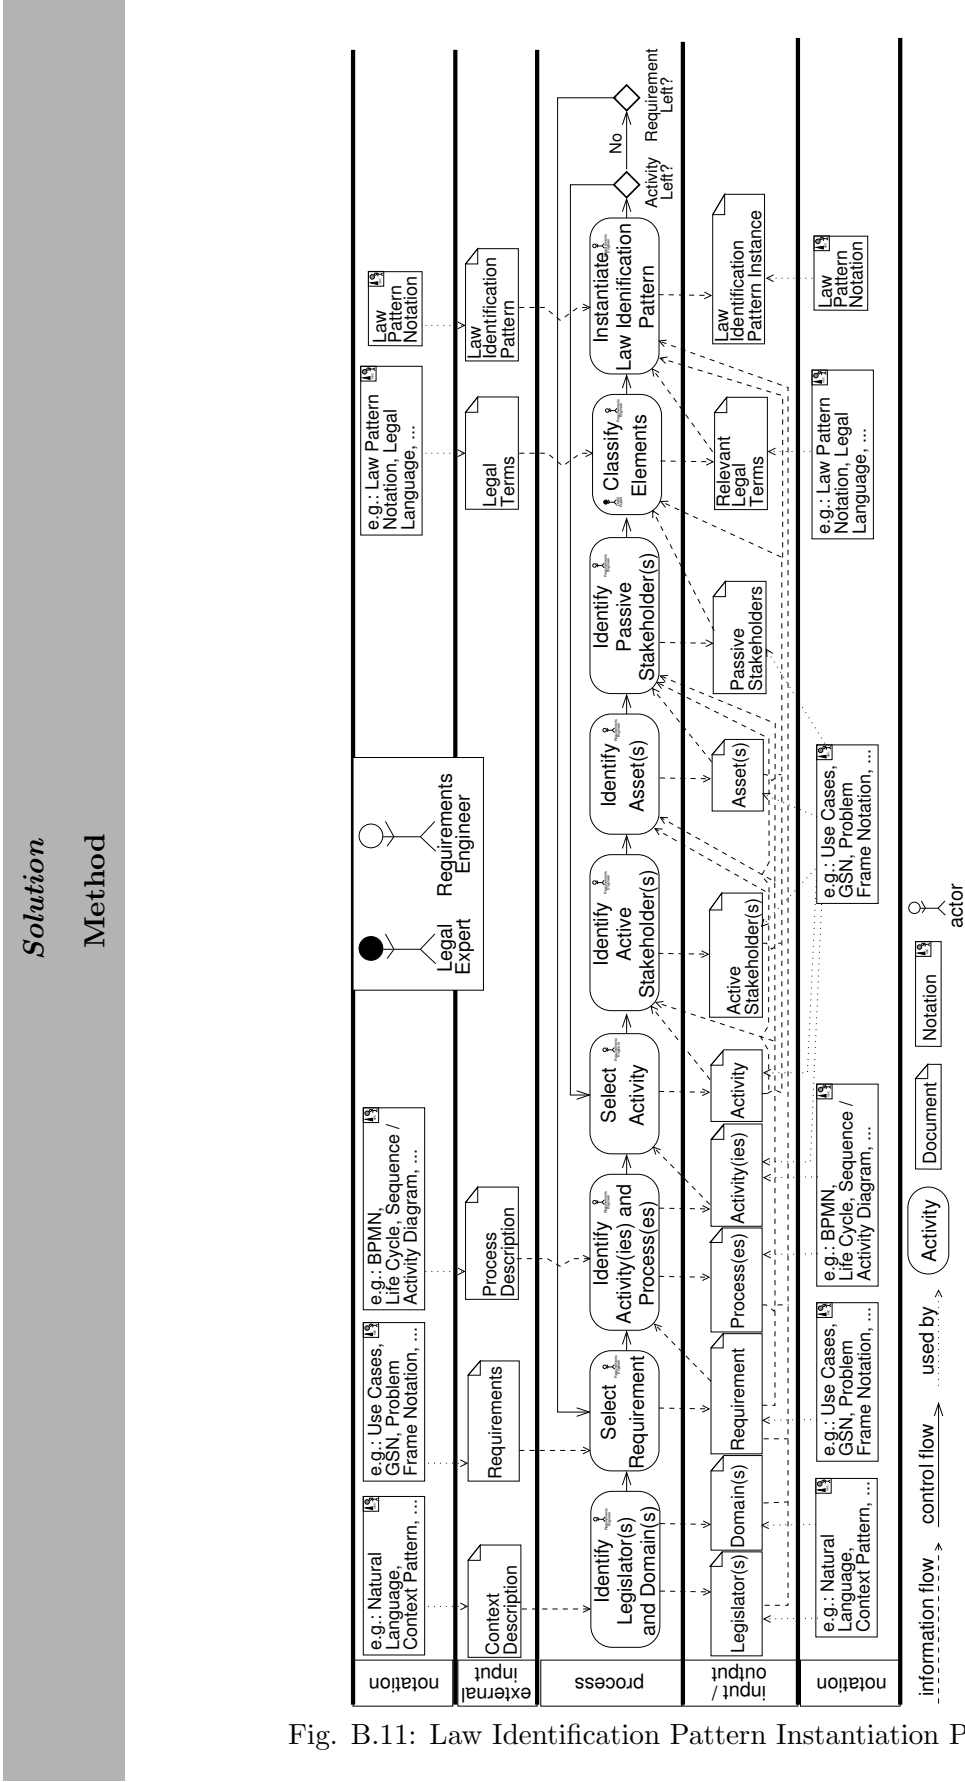 Solution
Method
notation
e.g.: Natural
Language,
Context Pattern, ...
e.g.: Use Cases,
GSN, Problem
Frame Notation, ...
e.g.: BPMN,
Life Cycle, Sequence /
Activity Diagram, ...
e.g.: Law Pattern
Notation, Legal
Language, ...
Law
Pattern
Notation
Legal
Expert
Requirements
Engineer
external
input
Context
Description
Requirements
Process
Description
Legal
Terms
Law
Identification
Pattern
process
Identify
Legislator(s)
and Domain(s)
Select
Requirement
Identify
Activity(ies) and
Process(es)
Select
Activity
Identify
Active
Stakeholder(s)
Identify
Asset(s)
Identify
Passive
Stakeholder(s)
Classify
Elements
Instantiate
Law Idenification
Pattern
Activity
Left?
No
Requirement
Left?
input /
output
Legislator(s)
Domain(s)
Requirement
Process(es)
Activity(ies)
Activity
Active
Stakeholder(s)
Asset(s)
Passive
Stakeholders
Relevant
Legal
Terms
Law
Identification
Pattern Instance
notation
e.g.: Natural
Language,
Context Pattern, ...
e.g.: Use Cases,
GSN, Problem
Frame Notation, ...
e.g.: BPMN,
Life Cycle, Sequence /
Activity Diagram, ...
e.g.: Use Cases,
GSN, Problem
Frame Notation, ...
e.g.: Law Pattern
Notation, Legal
Language, ...
Law
Pattern
Notation
information flow
control flow
used by
Activity
Document
Notation
actor
Fig. B.11: Law Identification Pattern Instantiation P